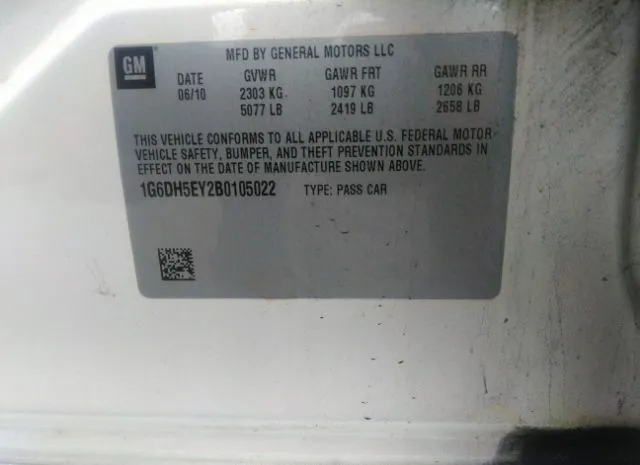 GM
MFD BY GENERAL MOTORS LLC
DATE GVWR GAWR FRT GAWR RR
06/10 2303 KG 1097 KG 1206 KG
5077 LB 2419 LB 2658 LB
THIS VEHICLE CONFORMS TO ALL APPLICABLE U.S. FEDERAL MOTOR
VEHICLE SAFETY, BUMPER, AND THEFT PREVENTION STANDARDS IN
EFFECT ON THE DATE OF MANUFACTURE SHOWN ABOVE.
1G6DH5EY2B0105022 TYPE: PASS CAR